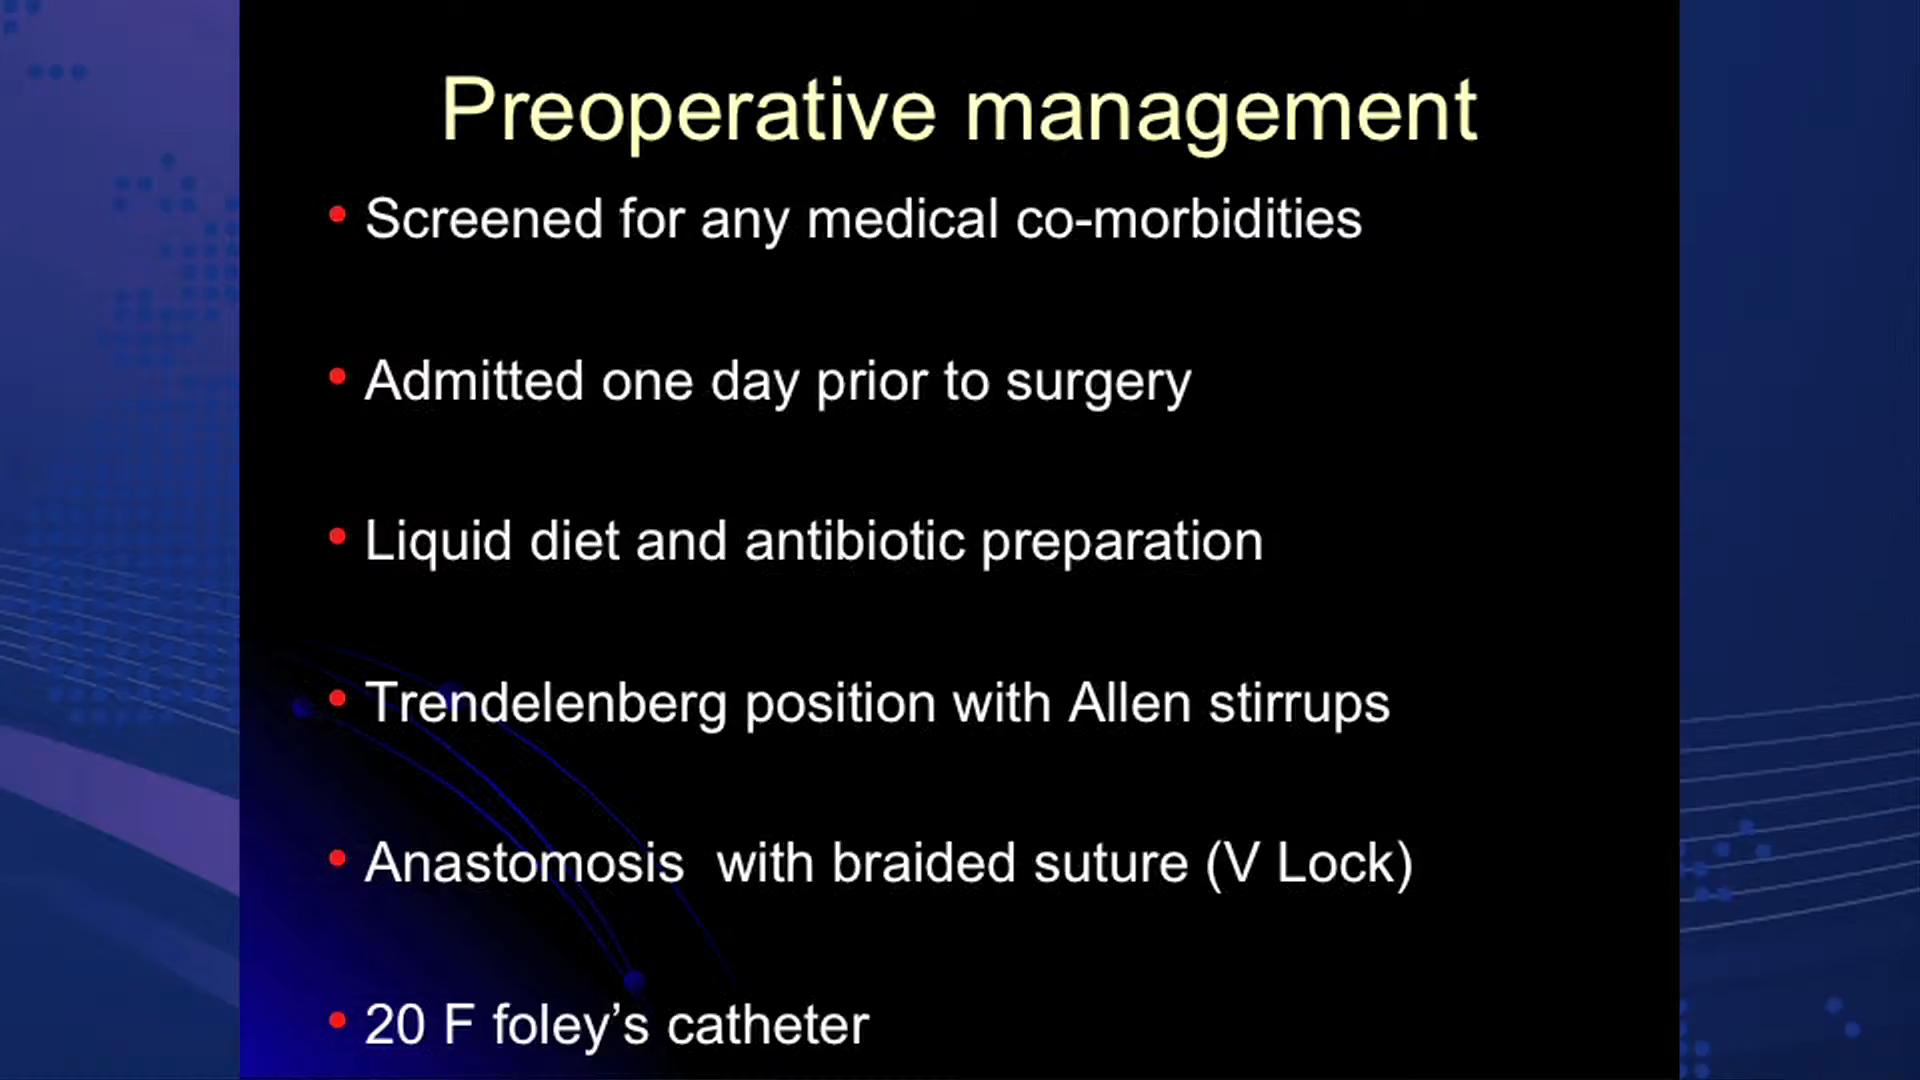 Preoperative management
• Screened for any medical co-morbidities
• Admitted one day prior to surgery
• Liquid diet and antibiotic preparation
• Trendelenberg position with Allen stirrups
• Anastomosis  with braided suture (V Lock)
• 20 F foley’s catheter